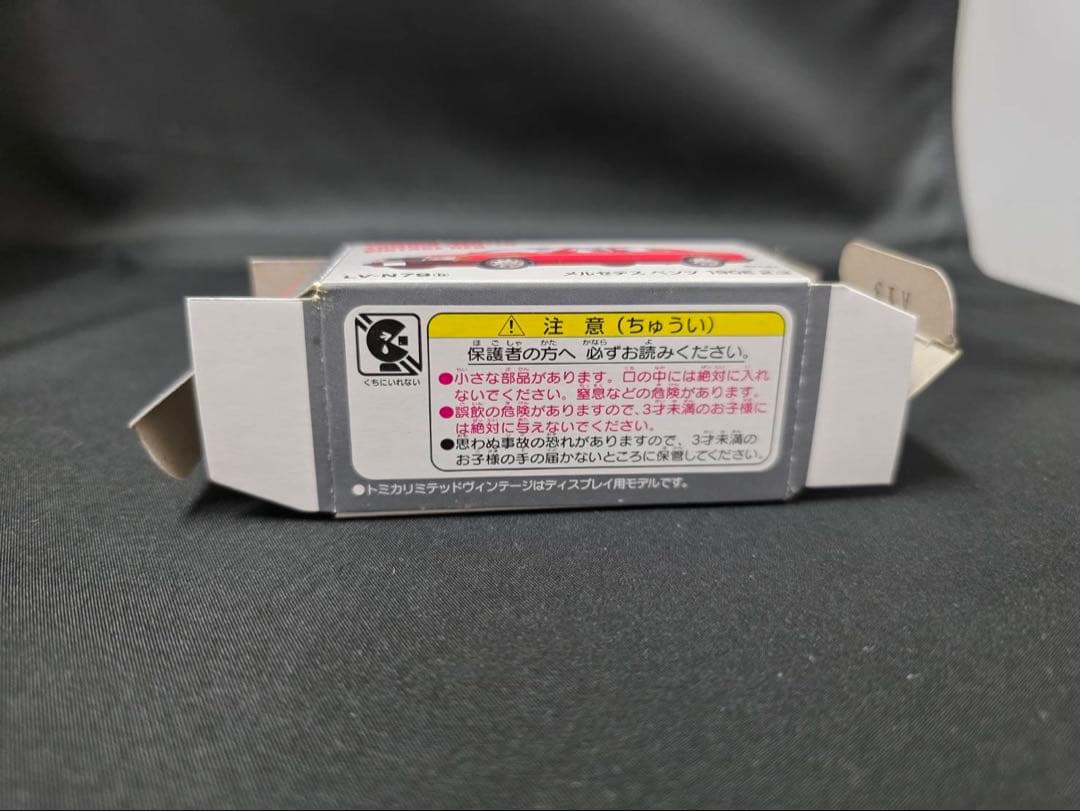 LV-N79(b)
メルセデス ベンツ 190E
注 意（ちゅうい）
保護者の方へ 必ずお読みください。
くちにいれない
●小さな部品があります。口の中には絶対に入れ
ないでください。窒息などの危険があります。
●誤飲の危険がありますので、3才未満のお子様に
は絶対に与えないでください。
●思わぬ事故の恐れがありますので、3才未満の
お子様の手の届かないところに保管してください。
●トミカリミテッドヴィンテージはディスプレイ用モデルです。